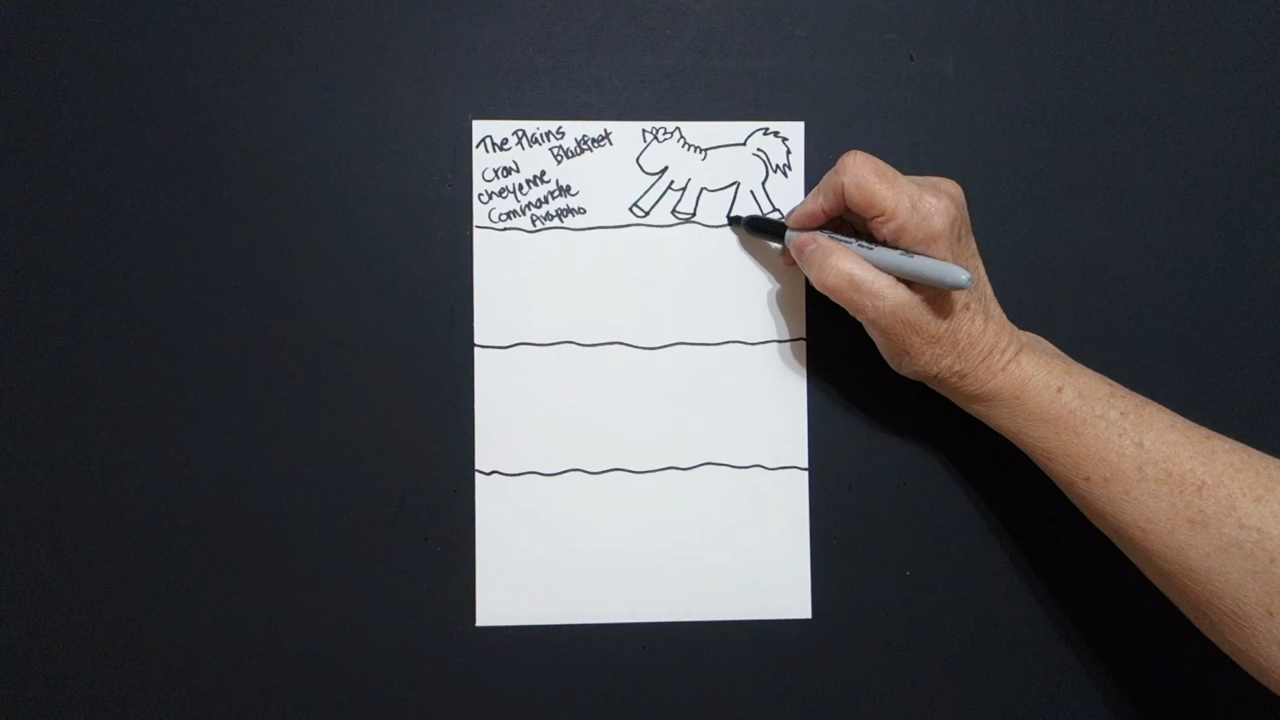 The Plains
Blackfeet
Crow
Cheyenne
Commanche
Arapaho